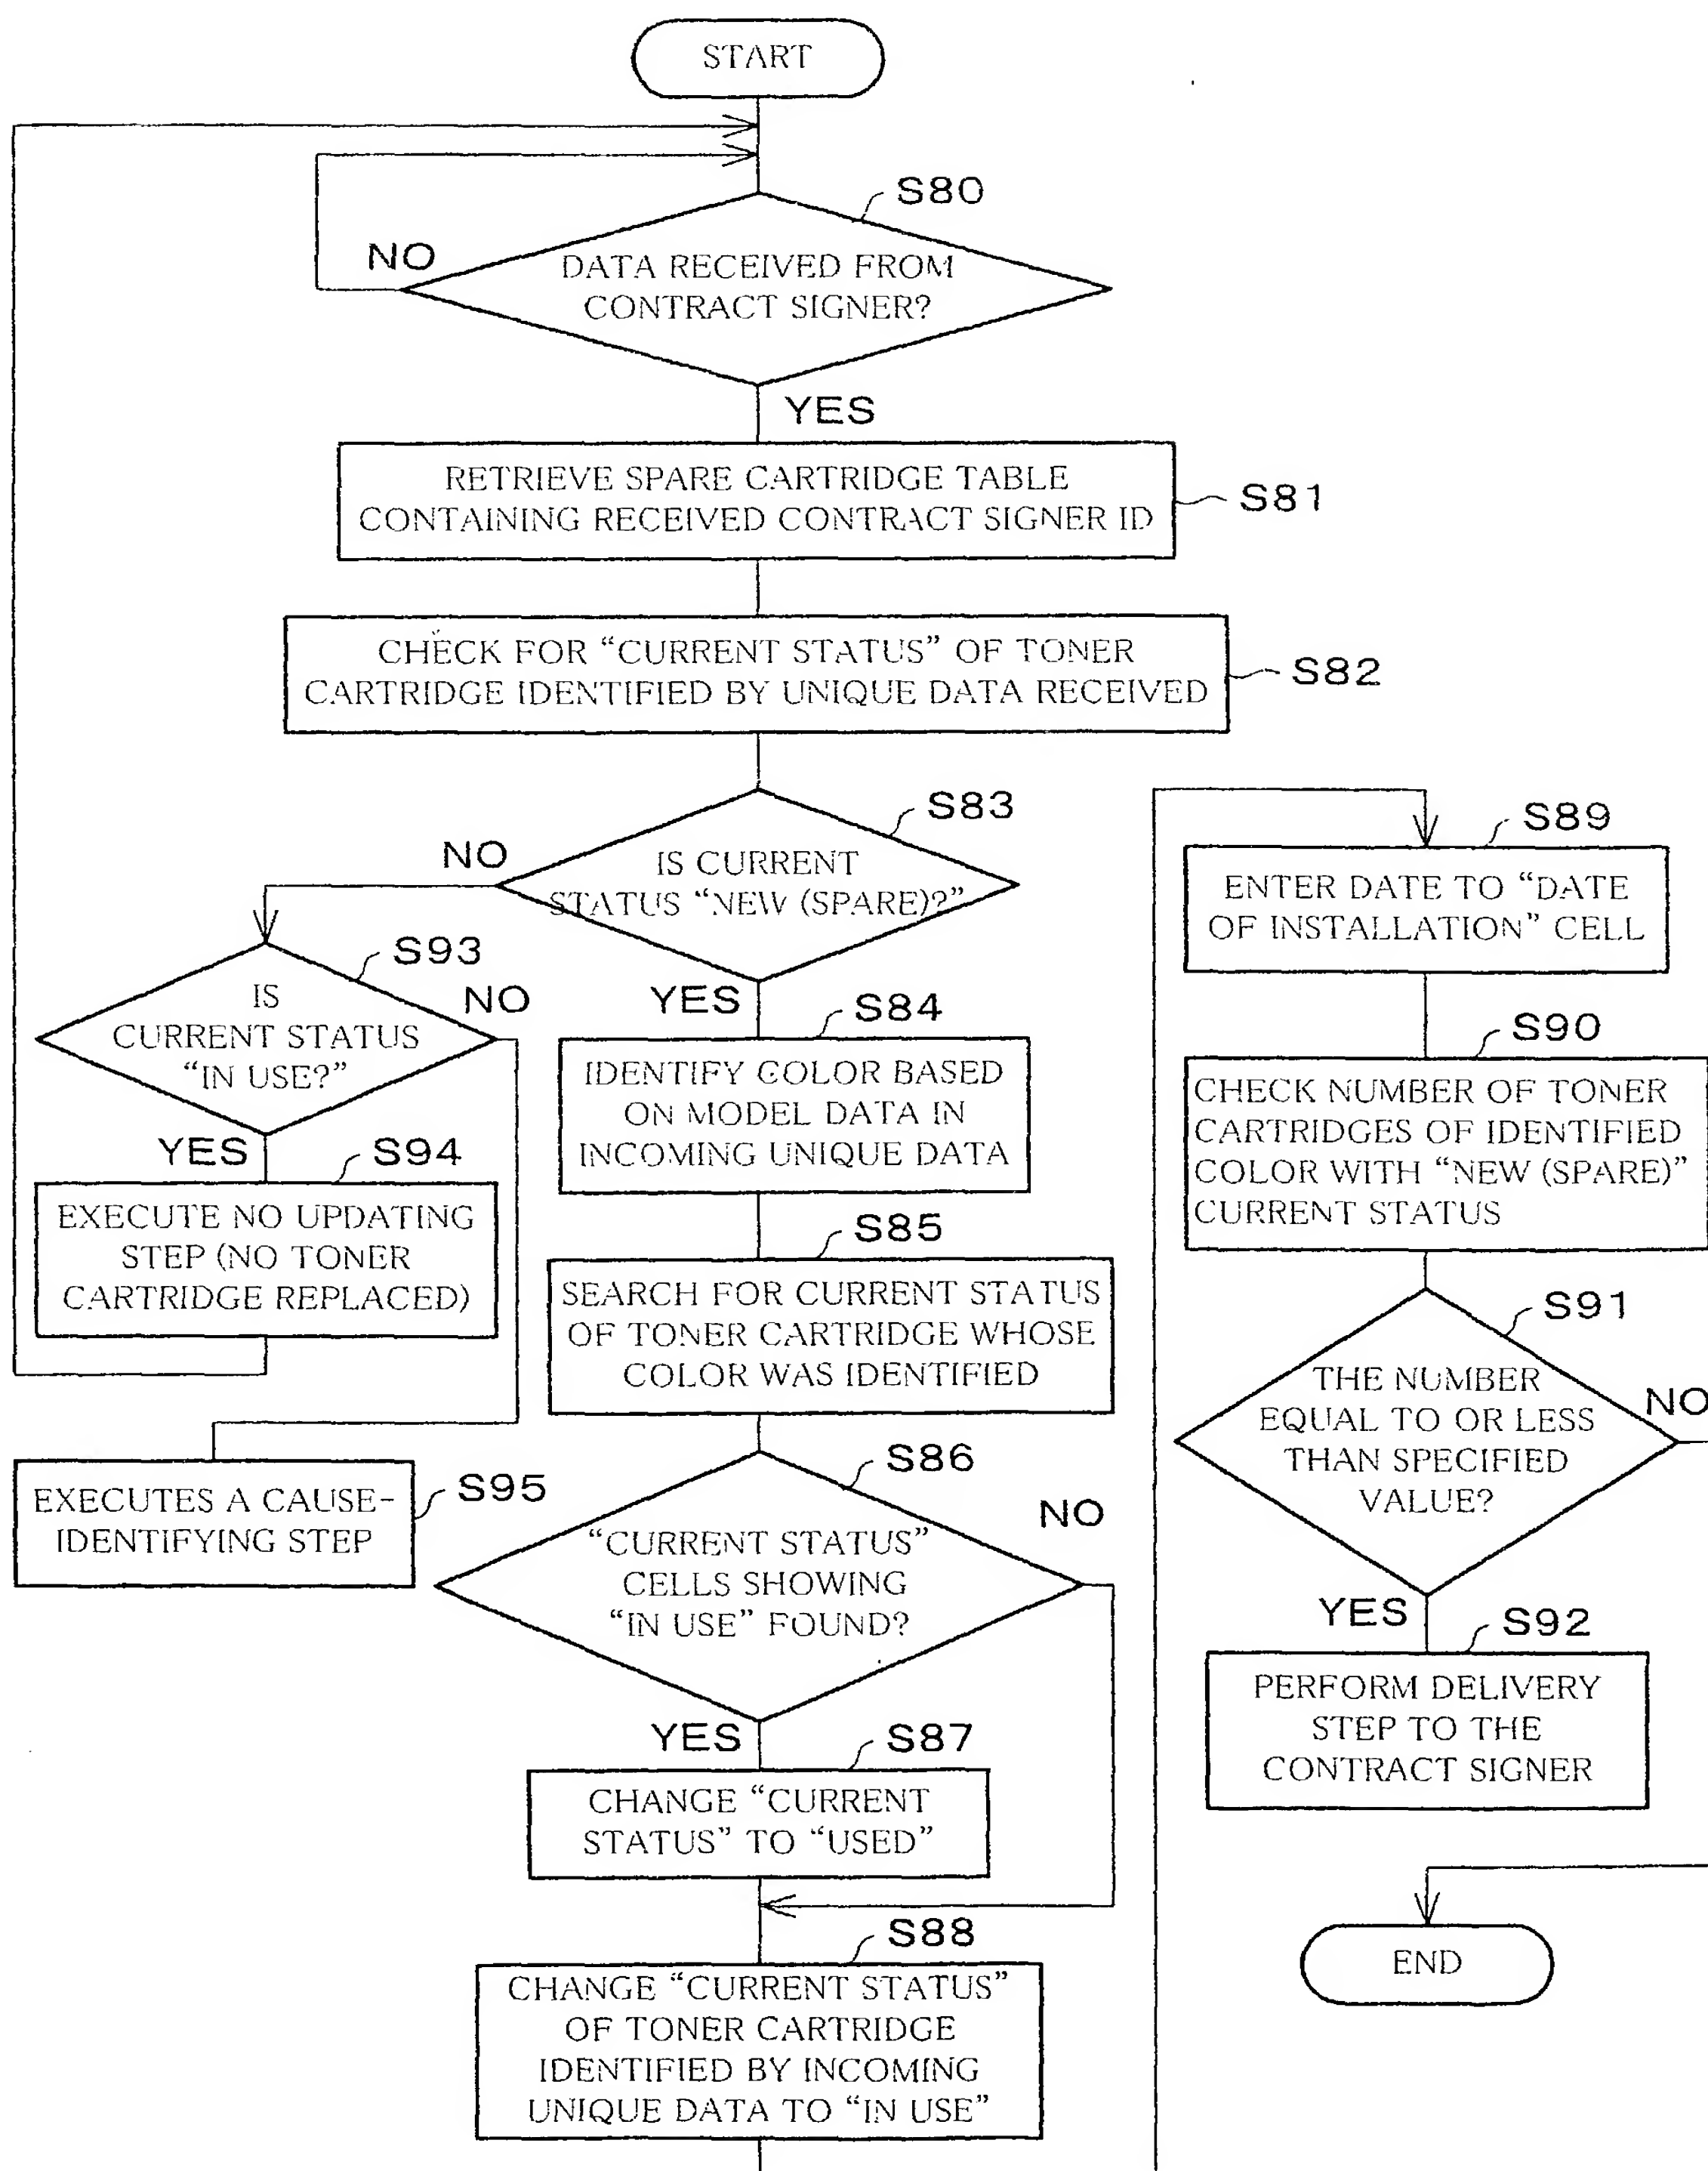 START
S80
NO
DATA RECEIVED FROM
CONTRACT SIGNER?
YES
RETRIEVE SPARE CARTRIDGE TABLE
CONTAINING RECEIVED CONTRACT SIGNER ID
S81
CHECK FOR “CURRENT STATUS” OF TONER
CARTRIDGE IDENTIFIED BY UNIQUE DATA RECEIVED
S82
S83
NO
IS CURRENT
STATUS “NEW (SPARE)?”
YES
S93
NO
IS
CURRENT STATUS
“IN USE?”
YES
S94
EXECUTE NO UPDATING
STEP (NO TONER
CARTRIDGE REPLACED)
EXECUTES A CAUSE-
IDENTIFYING STEP
S95
S84
IDENTIFY COLOR BASED
ON MODEL DATA IN
INCOMING UNIQUE DATA
S85
SEARCH FOR CURRENT STATUS
OF TONER CARTRIDGE WHOSE
COLOR WAS IDENTIFIED
S86
NO
“CURRENT STATUS”
CELLS SHOWING
“IN USE” FOUND?
YES
S87
CHANGE “CURRENT
STATUS” TO “USED”
S88
CHANGE “CURRENT STATUS”
OF TONER CARTRIDGE
IDENTIFIED BY INCOMING
UNIQUE DATA TO “IN USE”
S89
ENTER DATE TO “DATE
OF INSTALLATION” CELL
S90
CHECK NUMBER OF TONER
CARTRIDGES OF IDENTIFIED
COLOR WITH “NEW (SPARE)”
CURRENT STATUS
S91
THE NUMBER
EQUAL TO OR LESS
THAN SPECIFIED
VALUE?
NO
YES
S92
PERFORM DELIVERY
STEP TO THE
CONTRACT SIGNER
END